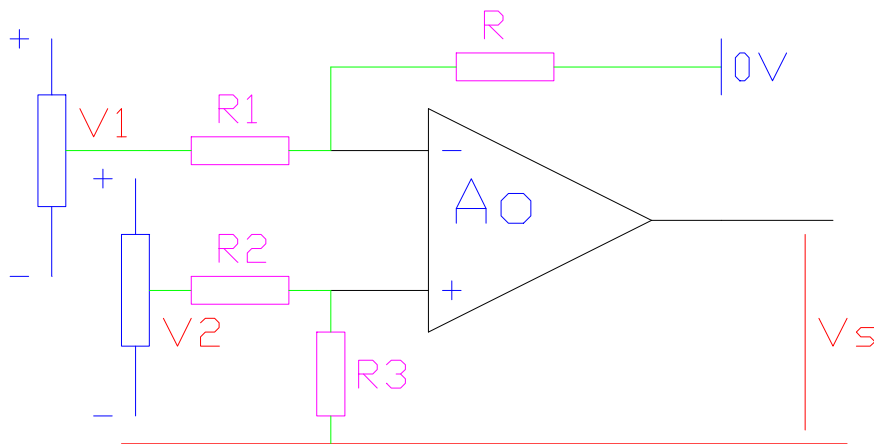 R
+
0V
V1
R1
−
+
Ao
R2
−
+
V2
Vs
R3
−